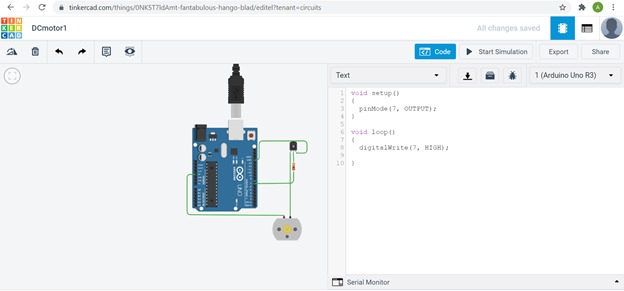 tinkercad.com/things/0NK5T7ldAmt-fantabulous-hango-blad/editel?tenant=circuits
TIN
KER
CAD
DCmotor1
All changes saved
Code
Start Simulation
Export
Share
Text
1 (Arduino Uno R3)
1 void setup()
2 {
3 pinMode(7, OUTPUT);
4 }
5
6 void loop()
7 {
8 digitalWrite(7, HIGH);
9
10 }
UNO
Serial Monitor